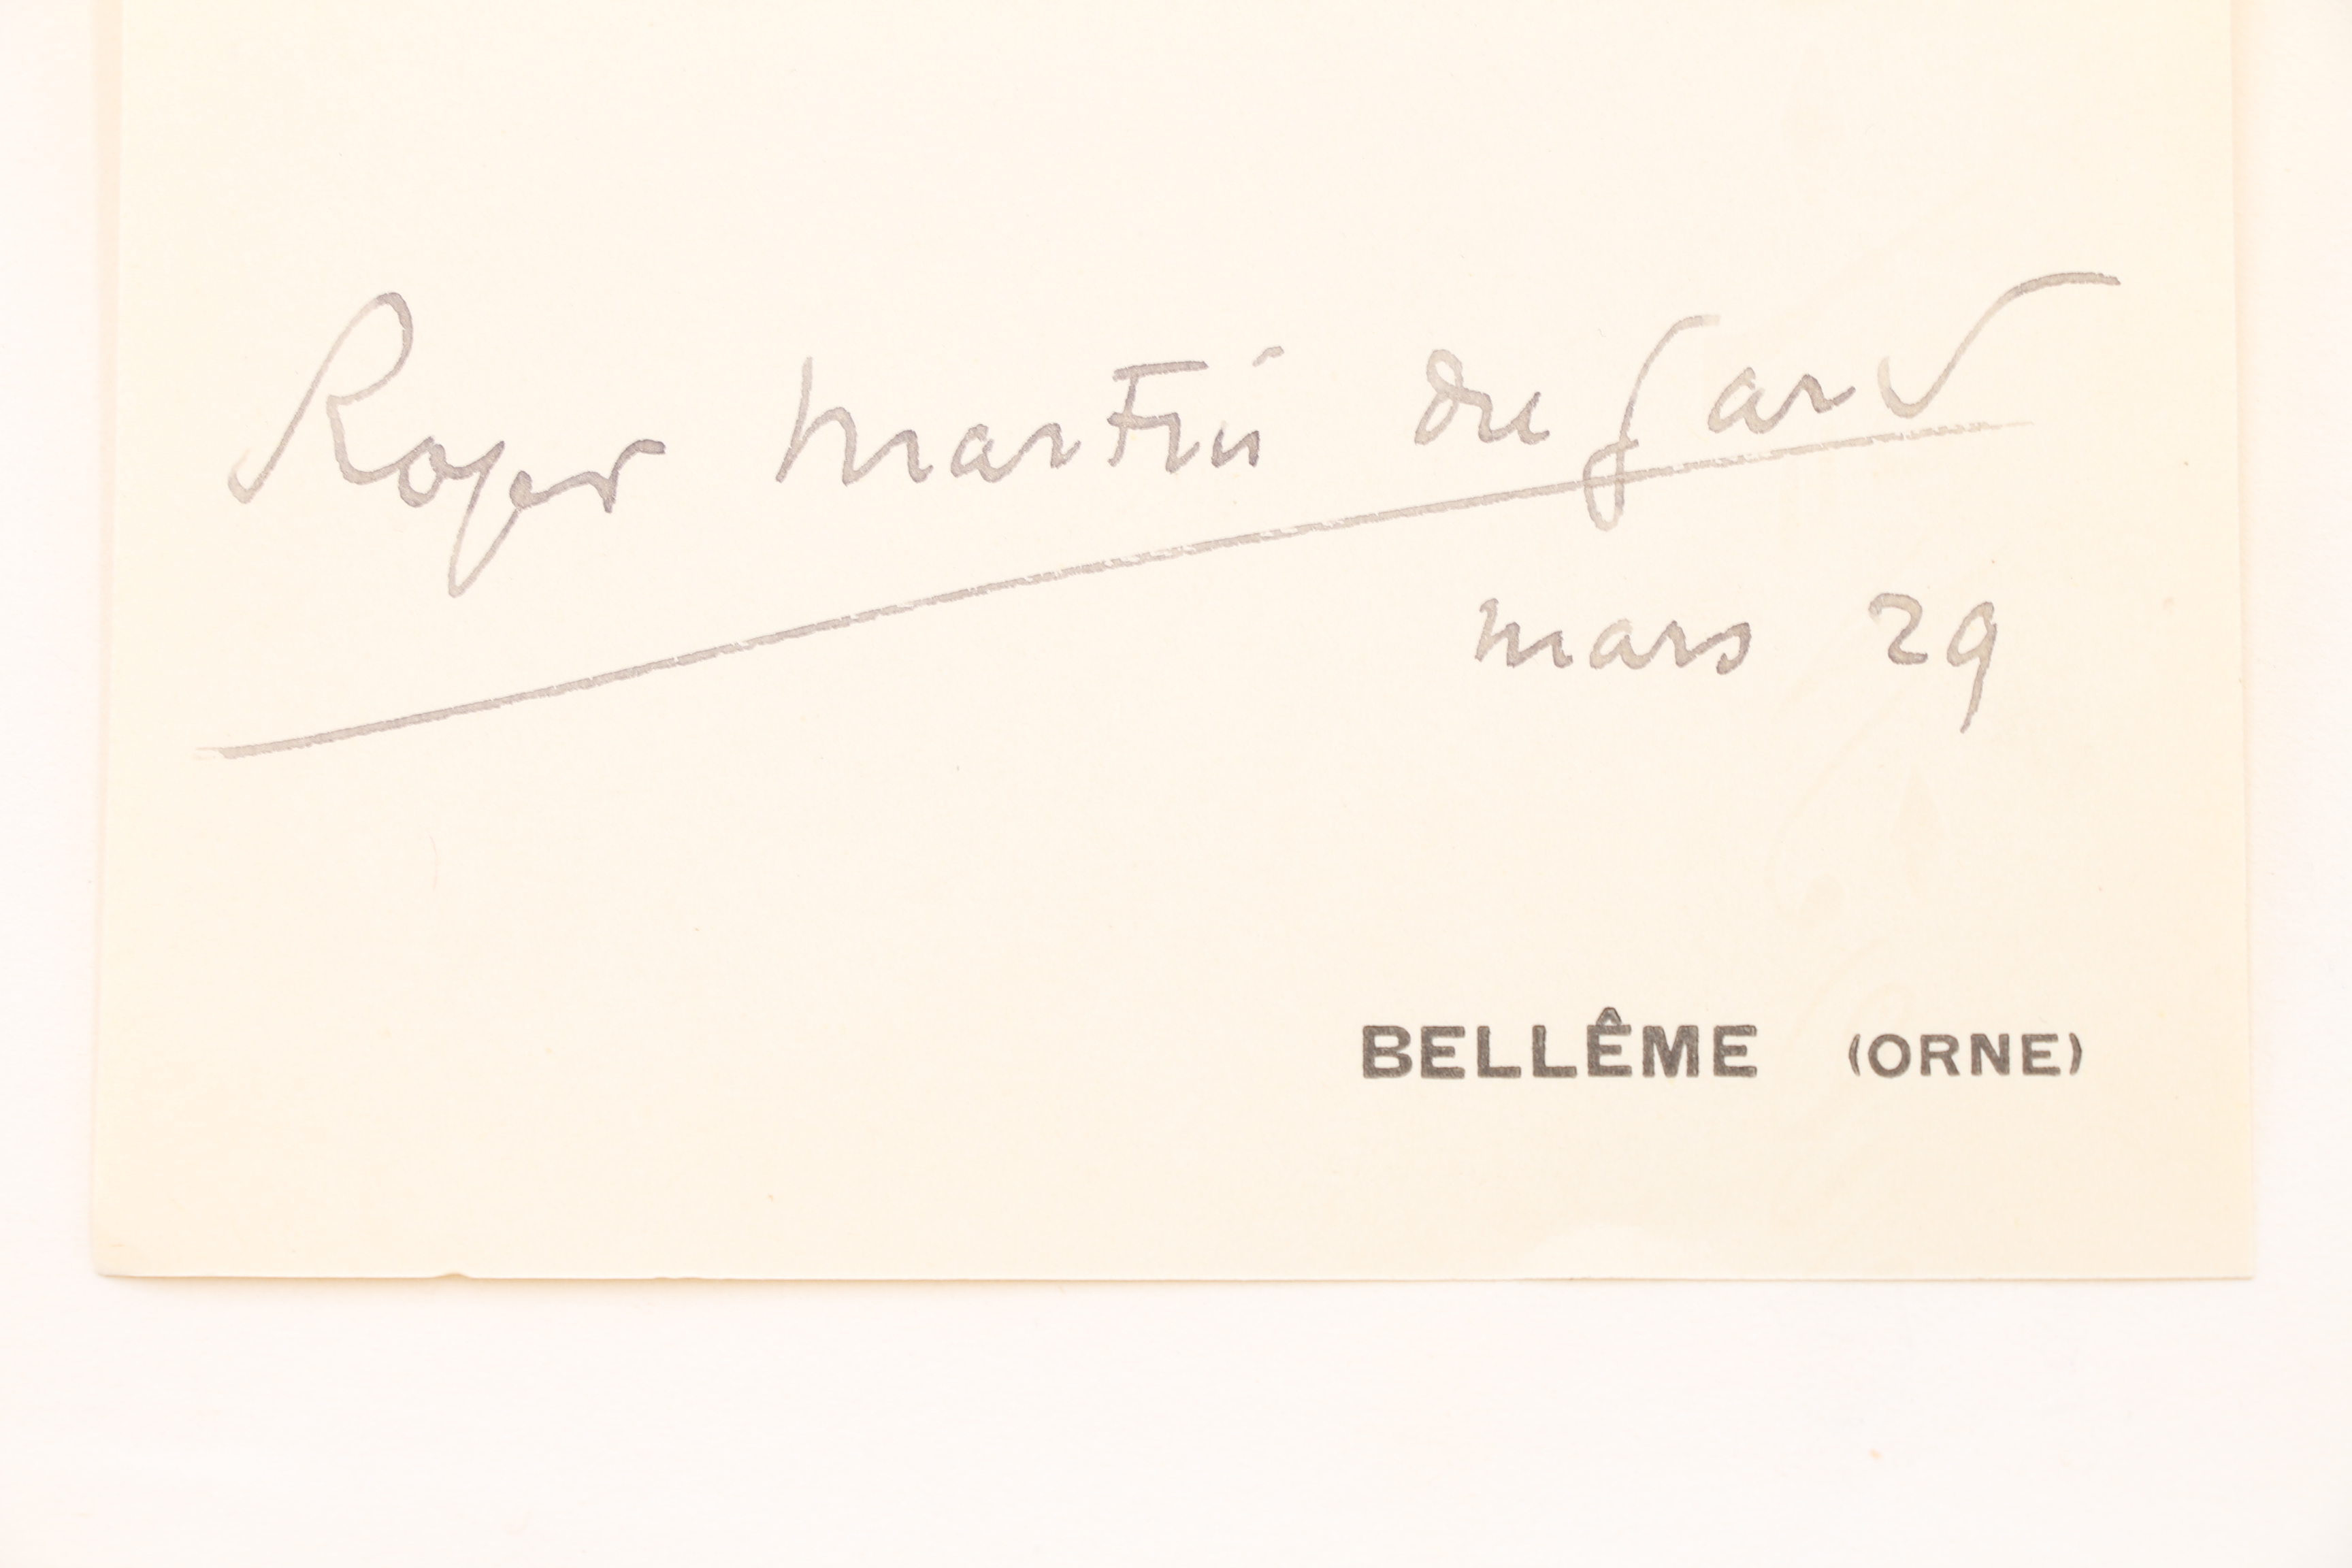 Roger Martin du Gard
mars 29
BELLÊME (ORNE)